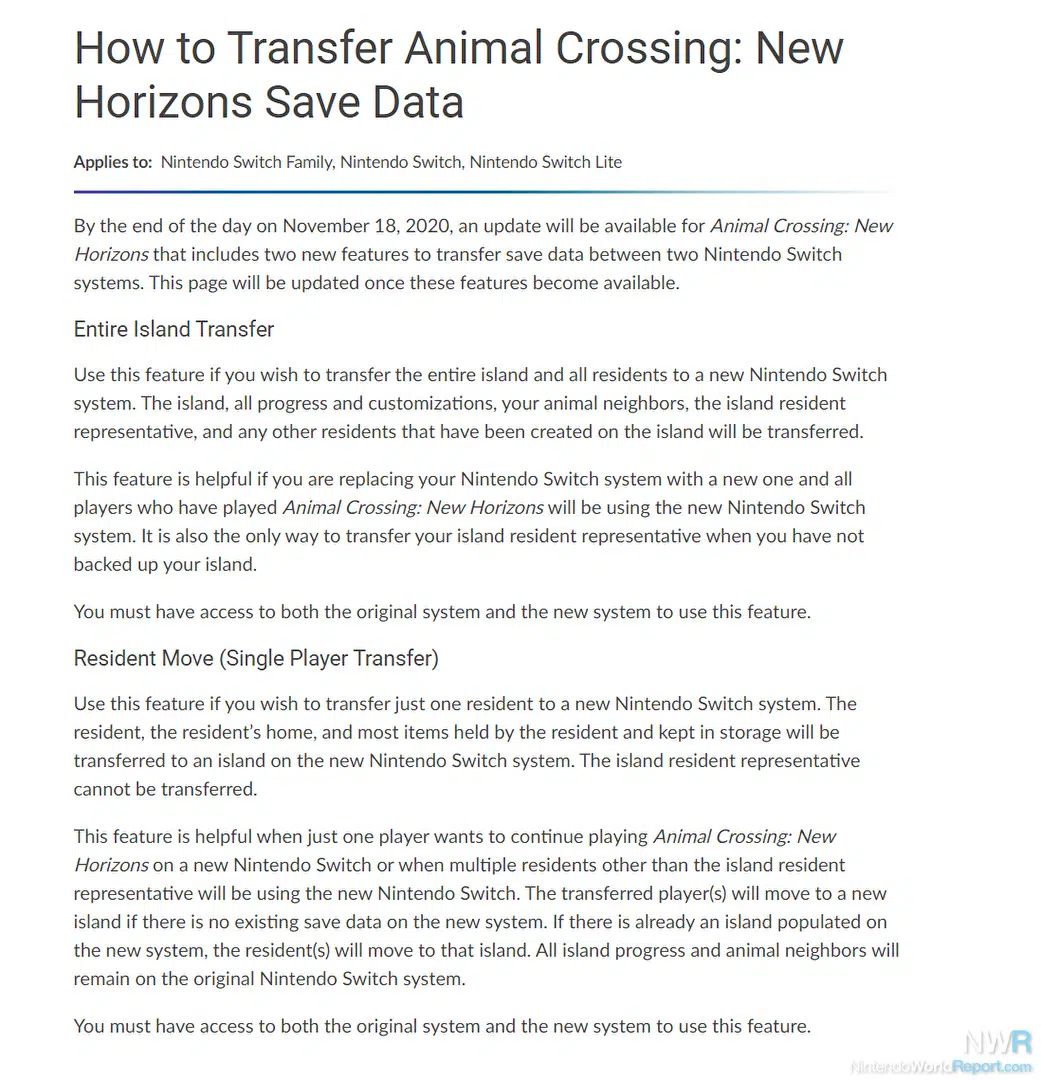 How to Transfer Animal Crossing: New
Horizons Save Data
Applies to: Nintendo Switch Family, Nintendo Switch, Nintendo Switch Lite
By the end of the day on November 18, 2020, an update will be available for Animal Crossing: New
Horizons that includes two new features to transfer save data between two Nintendo Switch
systems. This page will be updated once these features become available.
Entire Island Transfer
Use this feature if you wish to transfer the entire island and all residents to a new Nintendo Switch
system. The island, all progress and customizations, your animal neighbors, the island resident
representative, and any other residents that have been created on the island will be transferred.
This feature is helpful if you are replacing your Nintendo Switch system with a new one and all
players who have played Animal Crossing: New Horizons will be using the new Nintendo Switch
system. It is also the only way to transfer your island resident representative when you have not
backed up your island.
You must have access to both the original system and the new system to use this feature.
Resident Move (Single Player Transfer)
Use this feature if you wish to transfer just one resident to a new Nintendo Switch system. The
resident, the resident’s home, and most items held by the resident and kept in storage will be
transferred to an island on the new Nintendo Switch system. The island resident representative
cannot be transferred.
This feature is helpful when just one player wants to continue playing Animal Crossing: New
Horizons on a new Nintendo Switch or when multiple residents other than the island resident
representative will be using the new Nintendo Switch. The transferred player(s) will move to a new
island if there is no existing save data on the new system. If there is already an island populated on
the new system, the resident(s) will move to that island. All island progress and animal neighbors will
remain on the original Nintendo Switch system.
You must have access to both the original system and the new system to use this feature.
NWR
NintendoWorldReport.com